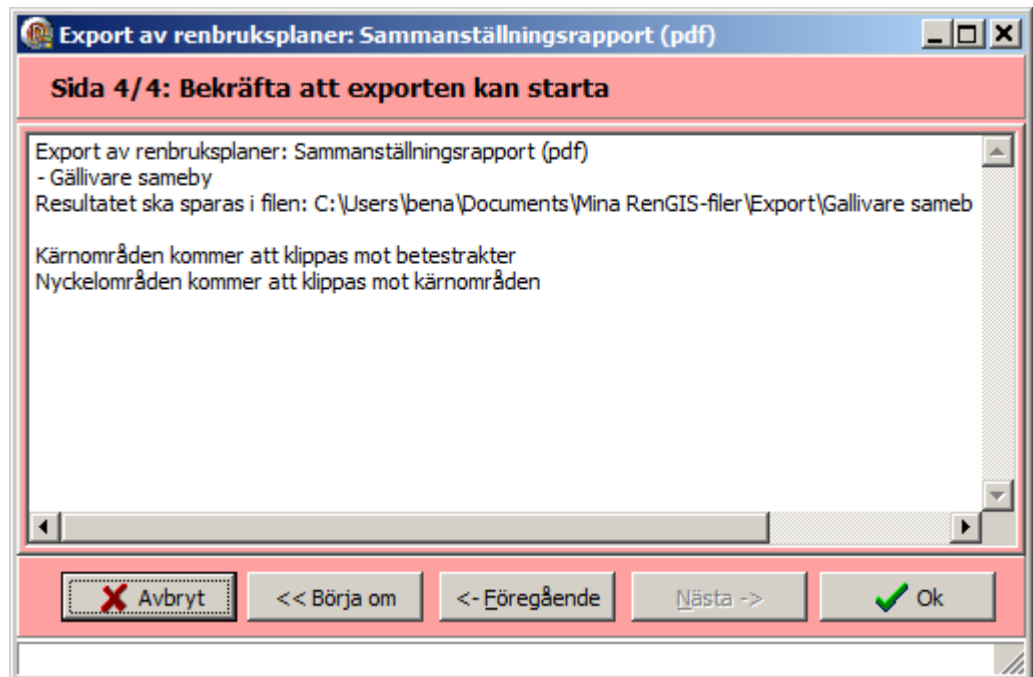 Export av renbruksplaner: Sammanställningsrapport (pdf)
Sida 4/4: Bekräfta att exporten kan starta
Export av renbruksplaner: Sammanställningsrapport (pdf)
- Gällivare sameby
Resultatet ska sparas i filen: C:\Users\bena\Documents\Mina RenGIS-filer\Export\Gallivare sameb
Kärnområden kommer att klippas mot betestrakter
Nyckelområden kommer att klippas mot kärnområden
Avbryt
<< Börja om
<- Föregående
Nästa ->
Ok